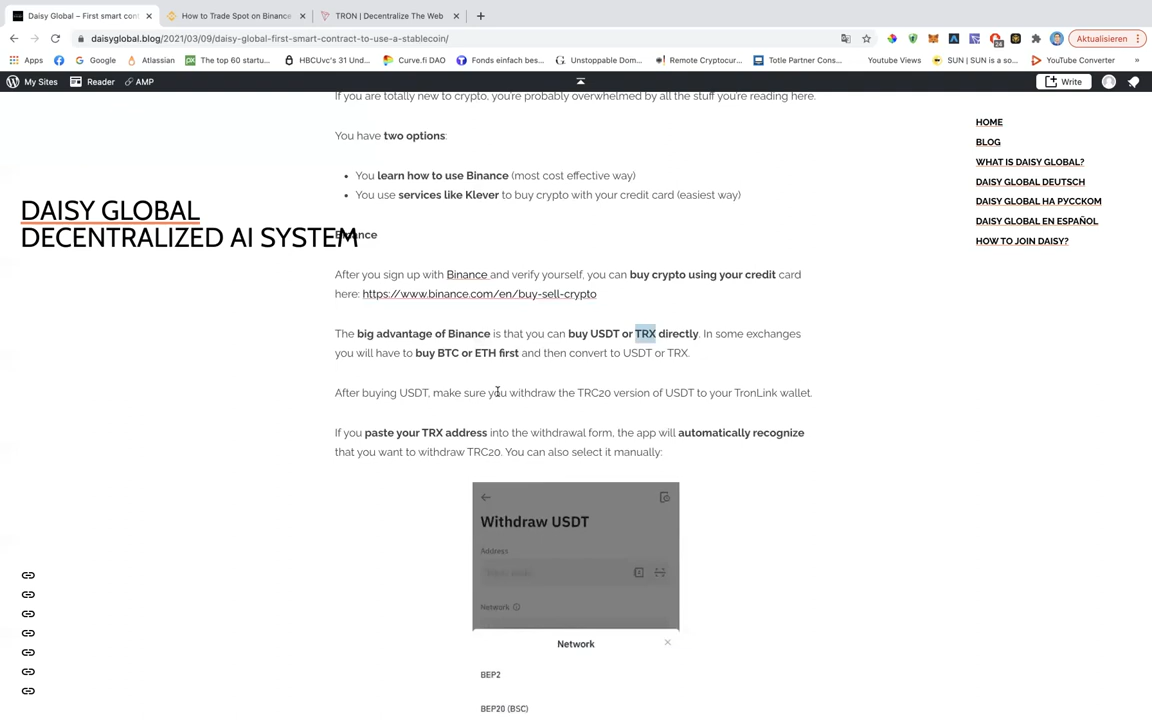 Daisy Global – First smart con
How to Trade Spot on Binance
TRON | Decentralize The Web
daisyglobal.blog/2021/03/09/daisy-global-first-smart-contract-to-use-a-stablecoin/
24
Aktualisieren
Apps
Google
Atlassian
The top 60 startu...
HBCUvc's 31 Und...
Curve.fi DAO
Fonds einfach bes...
Unstoppable Dom...
Remote Cryptocur...
Totle Partner Cons...
Youtube Views
SUN | SUN is a so...
YouTube Converter
»
My Sites
Reader
AMP
Write
If you are totally new to crypto, you're probably overwhelmed by all the stuff you're reading here.
You have two options:
You learn how to use Binance (most cost effective way)
You use services like Klever to buy crypto with your credit card (easiest way)
DAISY GLOBAL
DECENTRALIZED AI SYSTEM
Binance
After you sign up with Binance and verify yourself, you can buy crypto using your credit card
here: https://www.binance.com/en/buy-sell-crypto
The big advantage of Binance is that you can buy USDT or TRX directly. In some exchanges
you will have to buy BTC or ETH first and then convert to USDT or TRX.
After buying USDT, make sure you withdraw the TRC20 version of USDT to your TronLink wallet.
If you paste your TRX address into the withdrawal form, the app will automatically recognize
that you want to withdraw TRC20. You can also select it manually:
Withdraw USDT
Address
Network
Network
BEP2
BEP20 (BSC)
HOME
BLOG
WHAT IS DAISY GLOBAL?
DAISY GLOBAL DEUTSCH
DAISY GLOBAL НА РУССКОМ
DAISY GLOBAL EN ESPAÑOL
HOW TO JOIN DAISY?